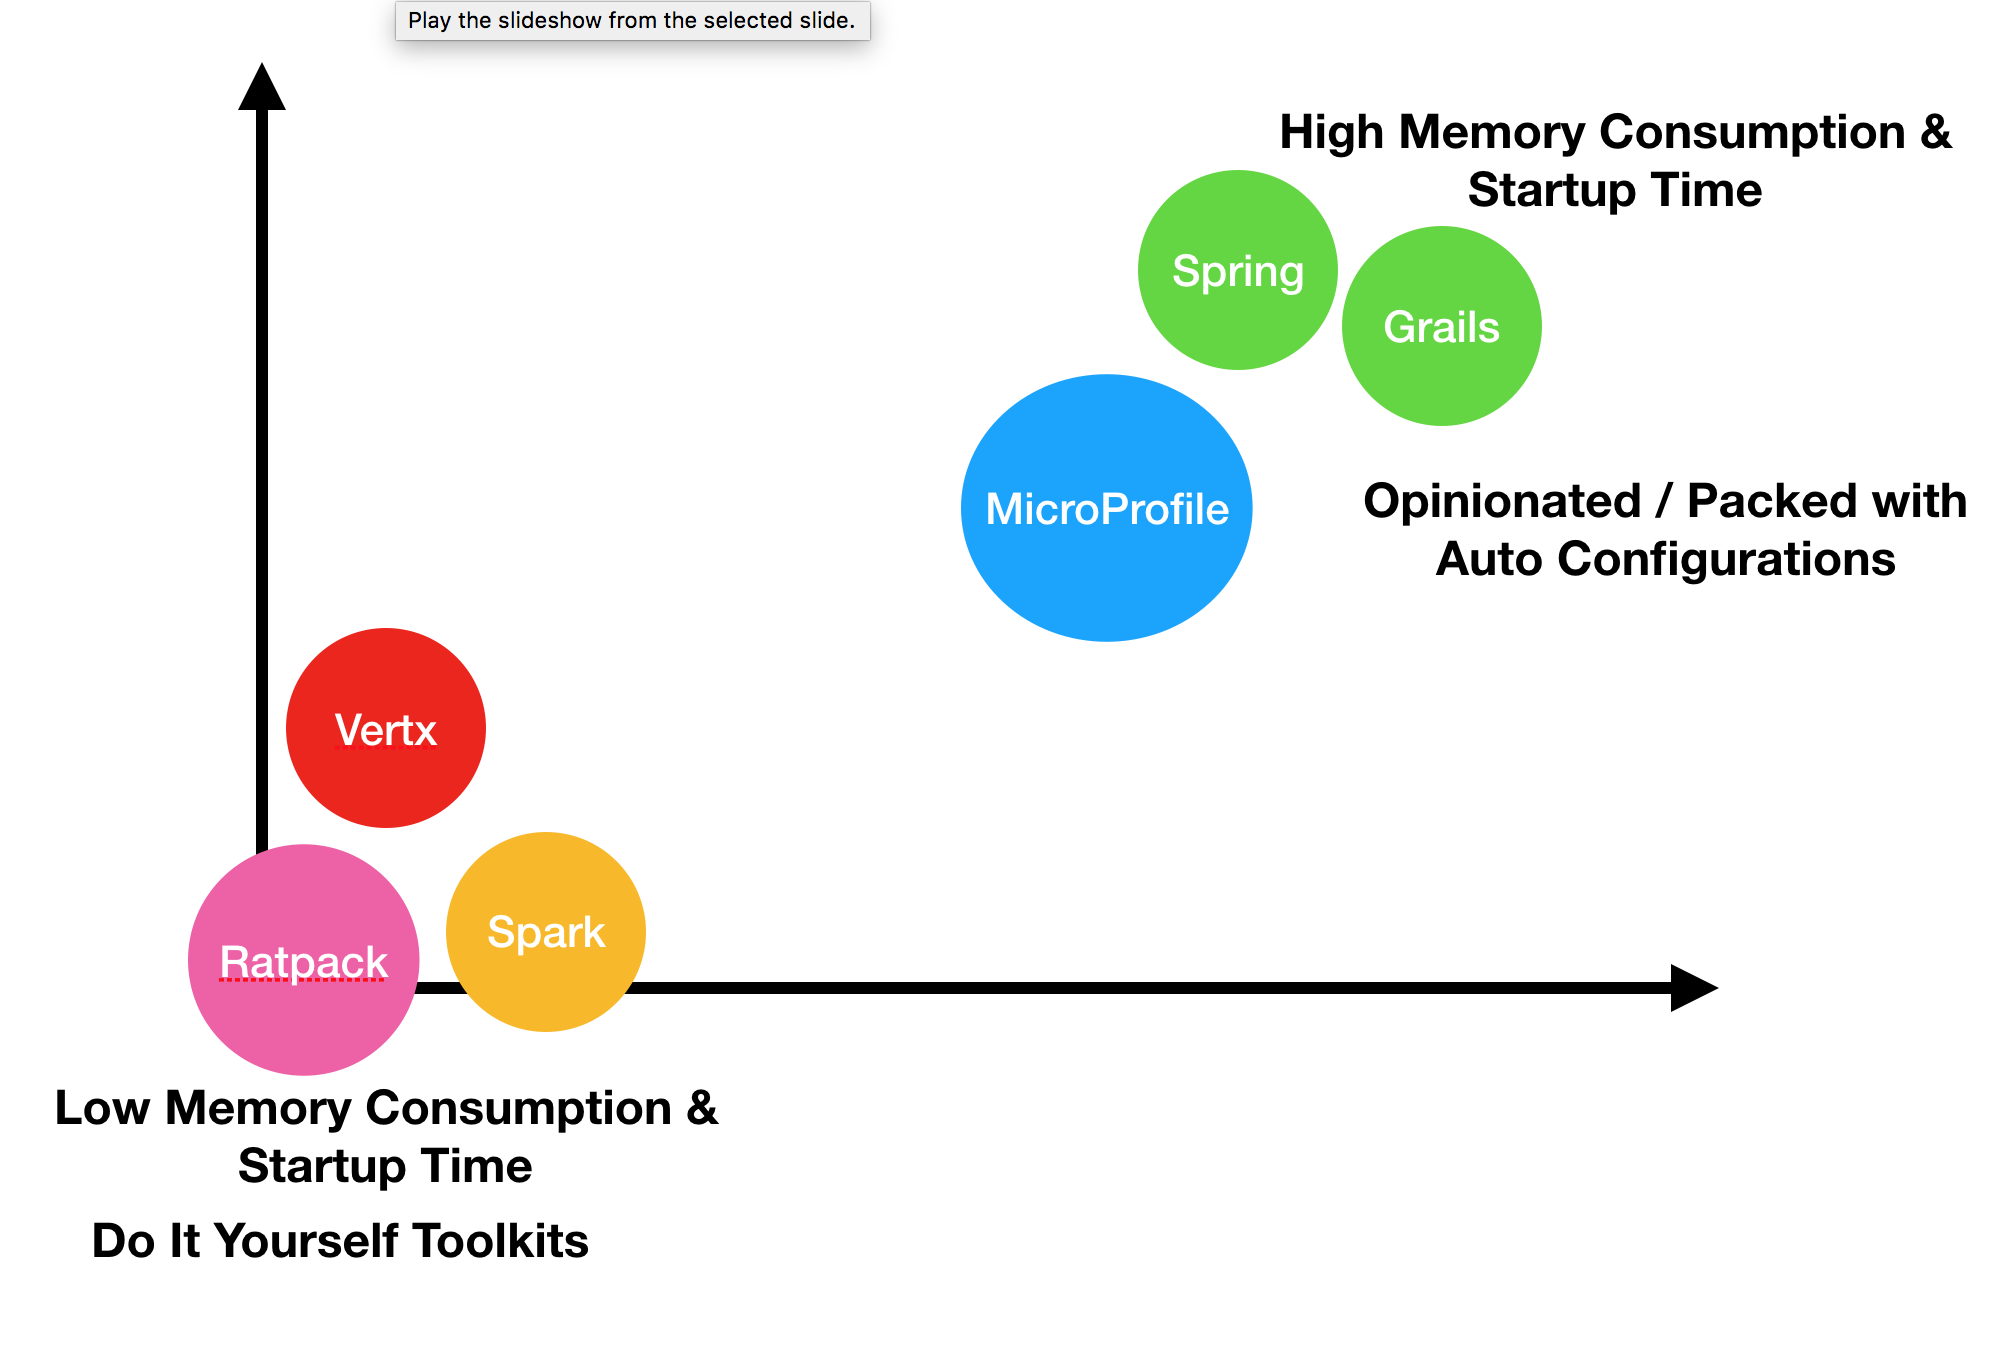 Play the slideshow from the selected slide.
High Memory Consumption &
Startup Time
Spring
Grails
MicroProfile
Opinionated / Packed with
Auto Configurations
Vertx
Spark
Ratpack
Low Memory Consumption &
Startup Time
Do It Yourself Toolkits